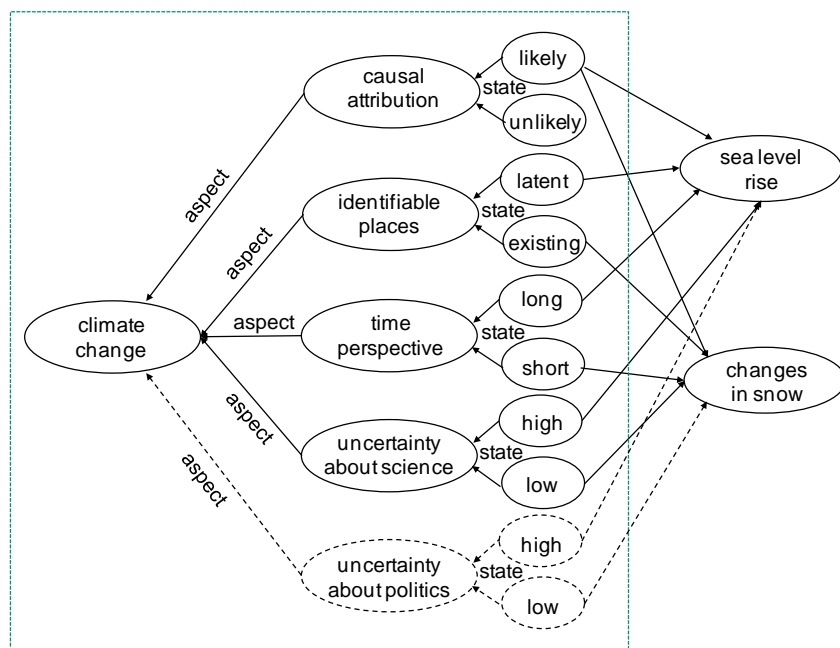 likely
causal
attribution
state
unlikely
aspect
sea level
rise
latent
identifiable
places
state
existing
aspect
long
climate
change
aspect
time
perspective
state
short
changes
in snow
high
aspect
uncertainty
about science
state
low
aspect
high
uncertainty
about politics
state
low